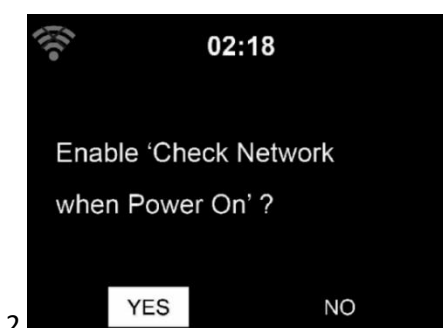 02:18
Enable ‘Check Network
when Power On’ ?
YES NO
2